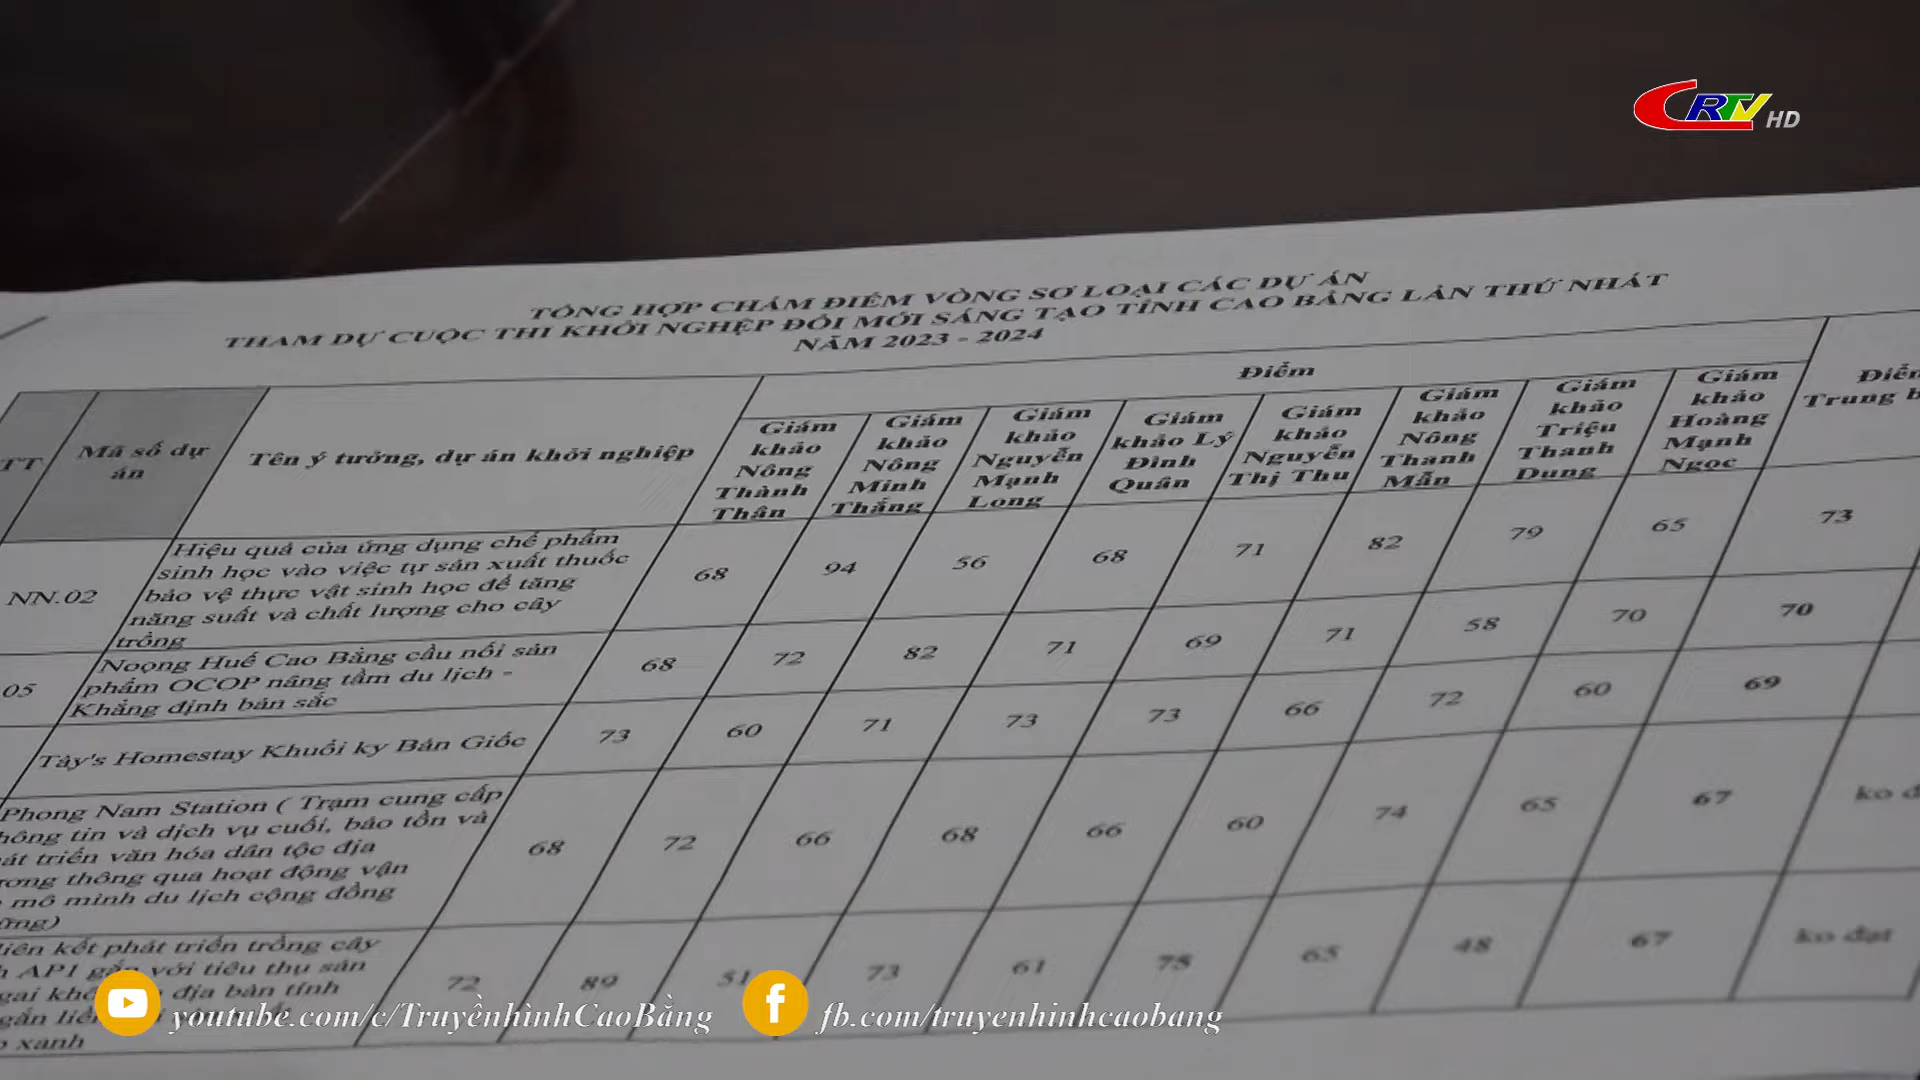 CRTV HD
TỔNG HỢP CHẤM ĐIỂM VÒNG SƠ LOẠI CÁC DỰ ÁN
THAM DỰ CUỘC THI KHỞI NGHIỆP ĐỔI MỚI SÁNG TẠO TỈNH CAO BẰNG LẦN THỨ NHẤT
NĂM 2023 - 2024
TT
Mã số dự
án
Tên ý tưởng, dự án khởi nghiệp
Điểm
Giám
khảo
Nông
Thành
Thân
Giám
khảo
Nông
Minh
Thắng
Giám
khảo
Nguyễn
Mạnh
Long
Giám
khảo Lý
Đình
Quân
Giám
khảo
Nguyễn
Thị Thu
Giám
khảo
Nông
Thanh
Mẫn
Giám
khảo
Triệu
Thanh
Dung
Giám
khảo
Hoàng
Mạnh
Ngọc
Trung
NN.02
Hiệu quả của ứng dụng chế phẩm
sinh học vào việc tự sản xuất thuốc
bảo vệ thực vật sinh học để tăng
năng suất và chất lượng cho cây
trồng
68 94 56 68 71 82 79 65 73
05
Noọng Huế Cao Bằng cầu nối sản
phẩm OCOP nâng tầm du lịch -
Khẳng định bản sắc
68 72 82 71 69 71 58 70 70
Tày's Homestay Khuổi ky Bản Giốc
73 60 71 73 73 66 72 60 69
Phong Nam Station ( Trạm cung cấp
tin và dịch vụ cuối, bảo tồn và
triển văn hóa dân tộc địa
thông qua hoạt động vận
mô mình du lịch cộng đồng
68 72 66 68 66 60 74 65 67 ko
kết phát triển trồng cây
AP1 gắn với tiêu thụ sản
địa bàn tỉnh
gắn
xanh
72 89 51 73 61 75 65 48 67 ko đạt
youtube.com/c/TruyềnhìnhCaoBằng
fb.com/truyenhinhcaobang